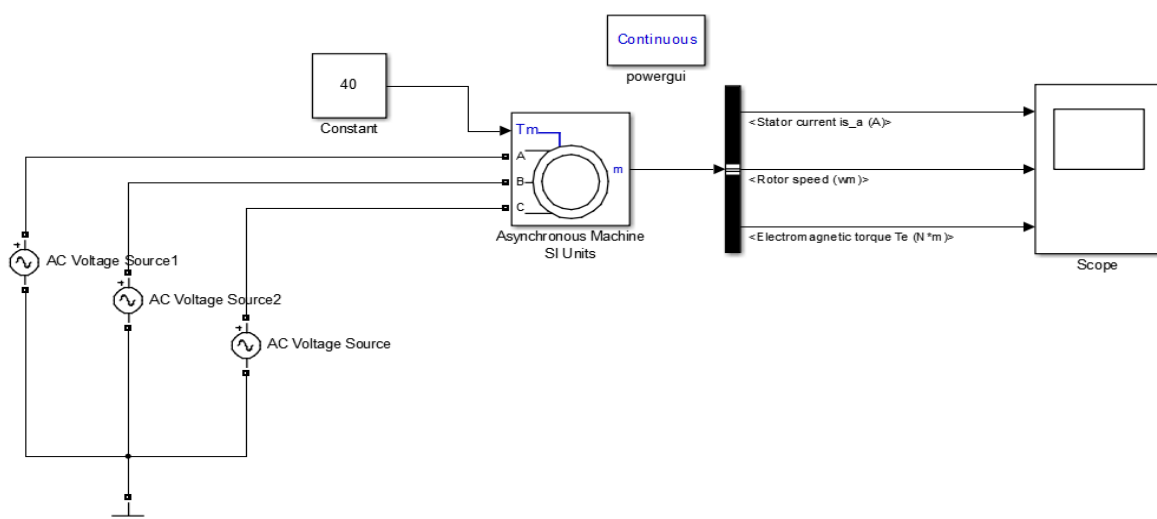 Continuous
powergui
40
Constant
Tm
A
B
C
m
Asynchronous Machine
SI Units
<Stator current is_a (A)>
<Rotor speed (wm)>
<Electromagnetic torque Te (N*m)>
Scope
+
AC Voltage Source1
+
AC Voltage Source2
+
AC Voltage Source